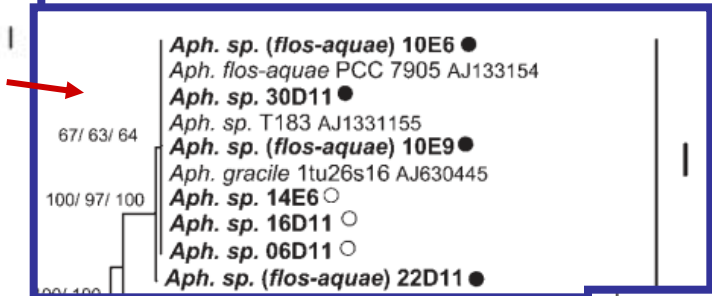 I
Aph. sp. (flos-aquae) 10E6 ●
Aph. flos-aquae PCC 7905 AJ133154
Aph. sp. 30D11 ●
Aph. sp. T183 AJ1331155
67/ 63/ 64
Aph. sp. (flos-aquae) 10E9 ●
I
Aph. gracile 1tu26s16 AJ630445
100/ 97/ 100
Aph. sp. 14E6 ○
Aph. sp. 16D11 ○
Aph. sp. 06D11 ○
Aph. sp. (flos-aquae) 22D11 ●